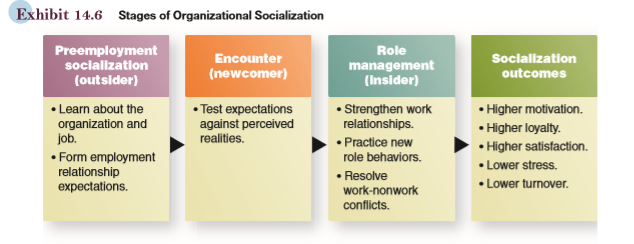 Exhibit 14.6 Stages of Organizational Socialization
Preemployment
socialization
(outsider)
• Learn about the
organization and
job.
• Form employment
relationship
expectations.
Encounter
(newcomer)
• Test expectations
against perceived
realities.
Role
management
(insider)
• Strengthen work
relationships.
• Practice new
role behaviors.
• Resolve
work-nonwork
conflicts.
Socialization
outcomes
• Higher motivation.
• Higher loyalty.
• Higher satisfaction.
• Lower stress.
• Lower turnover.